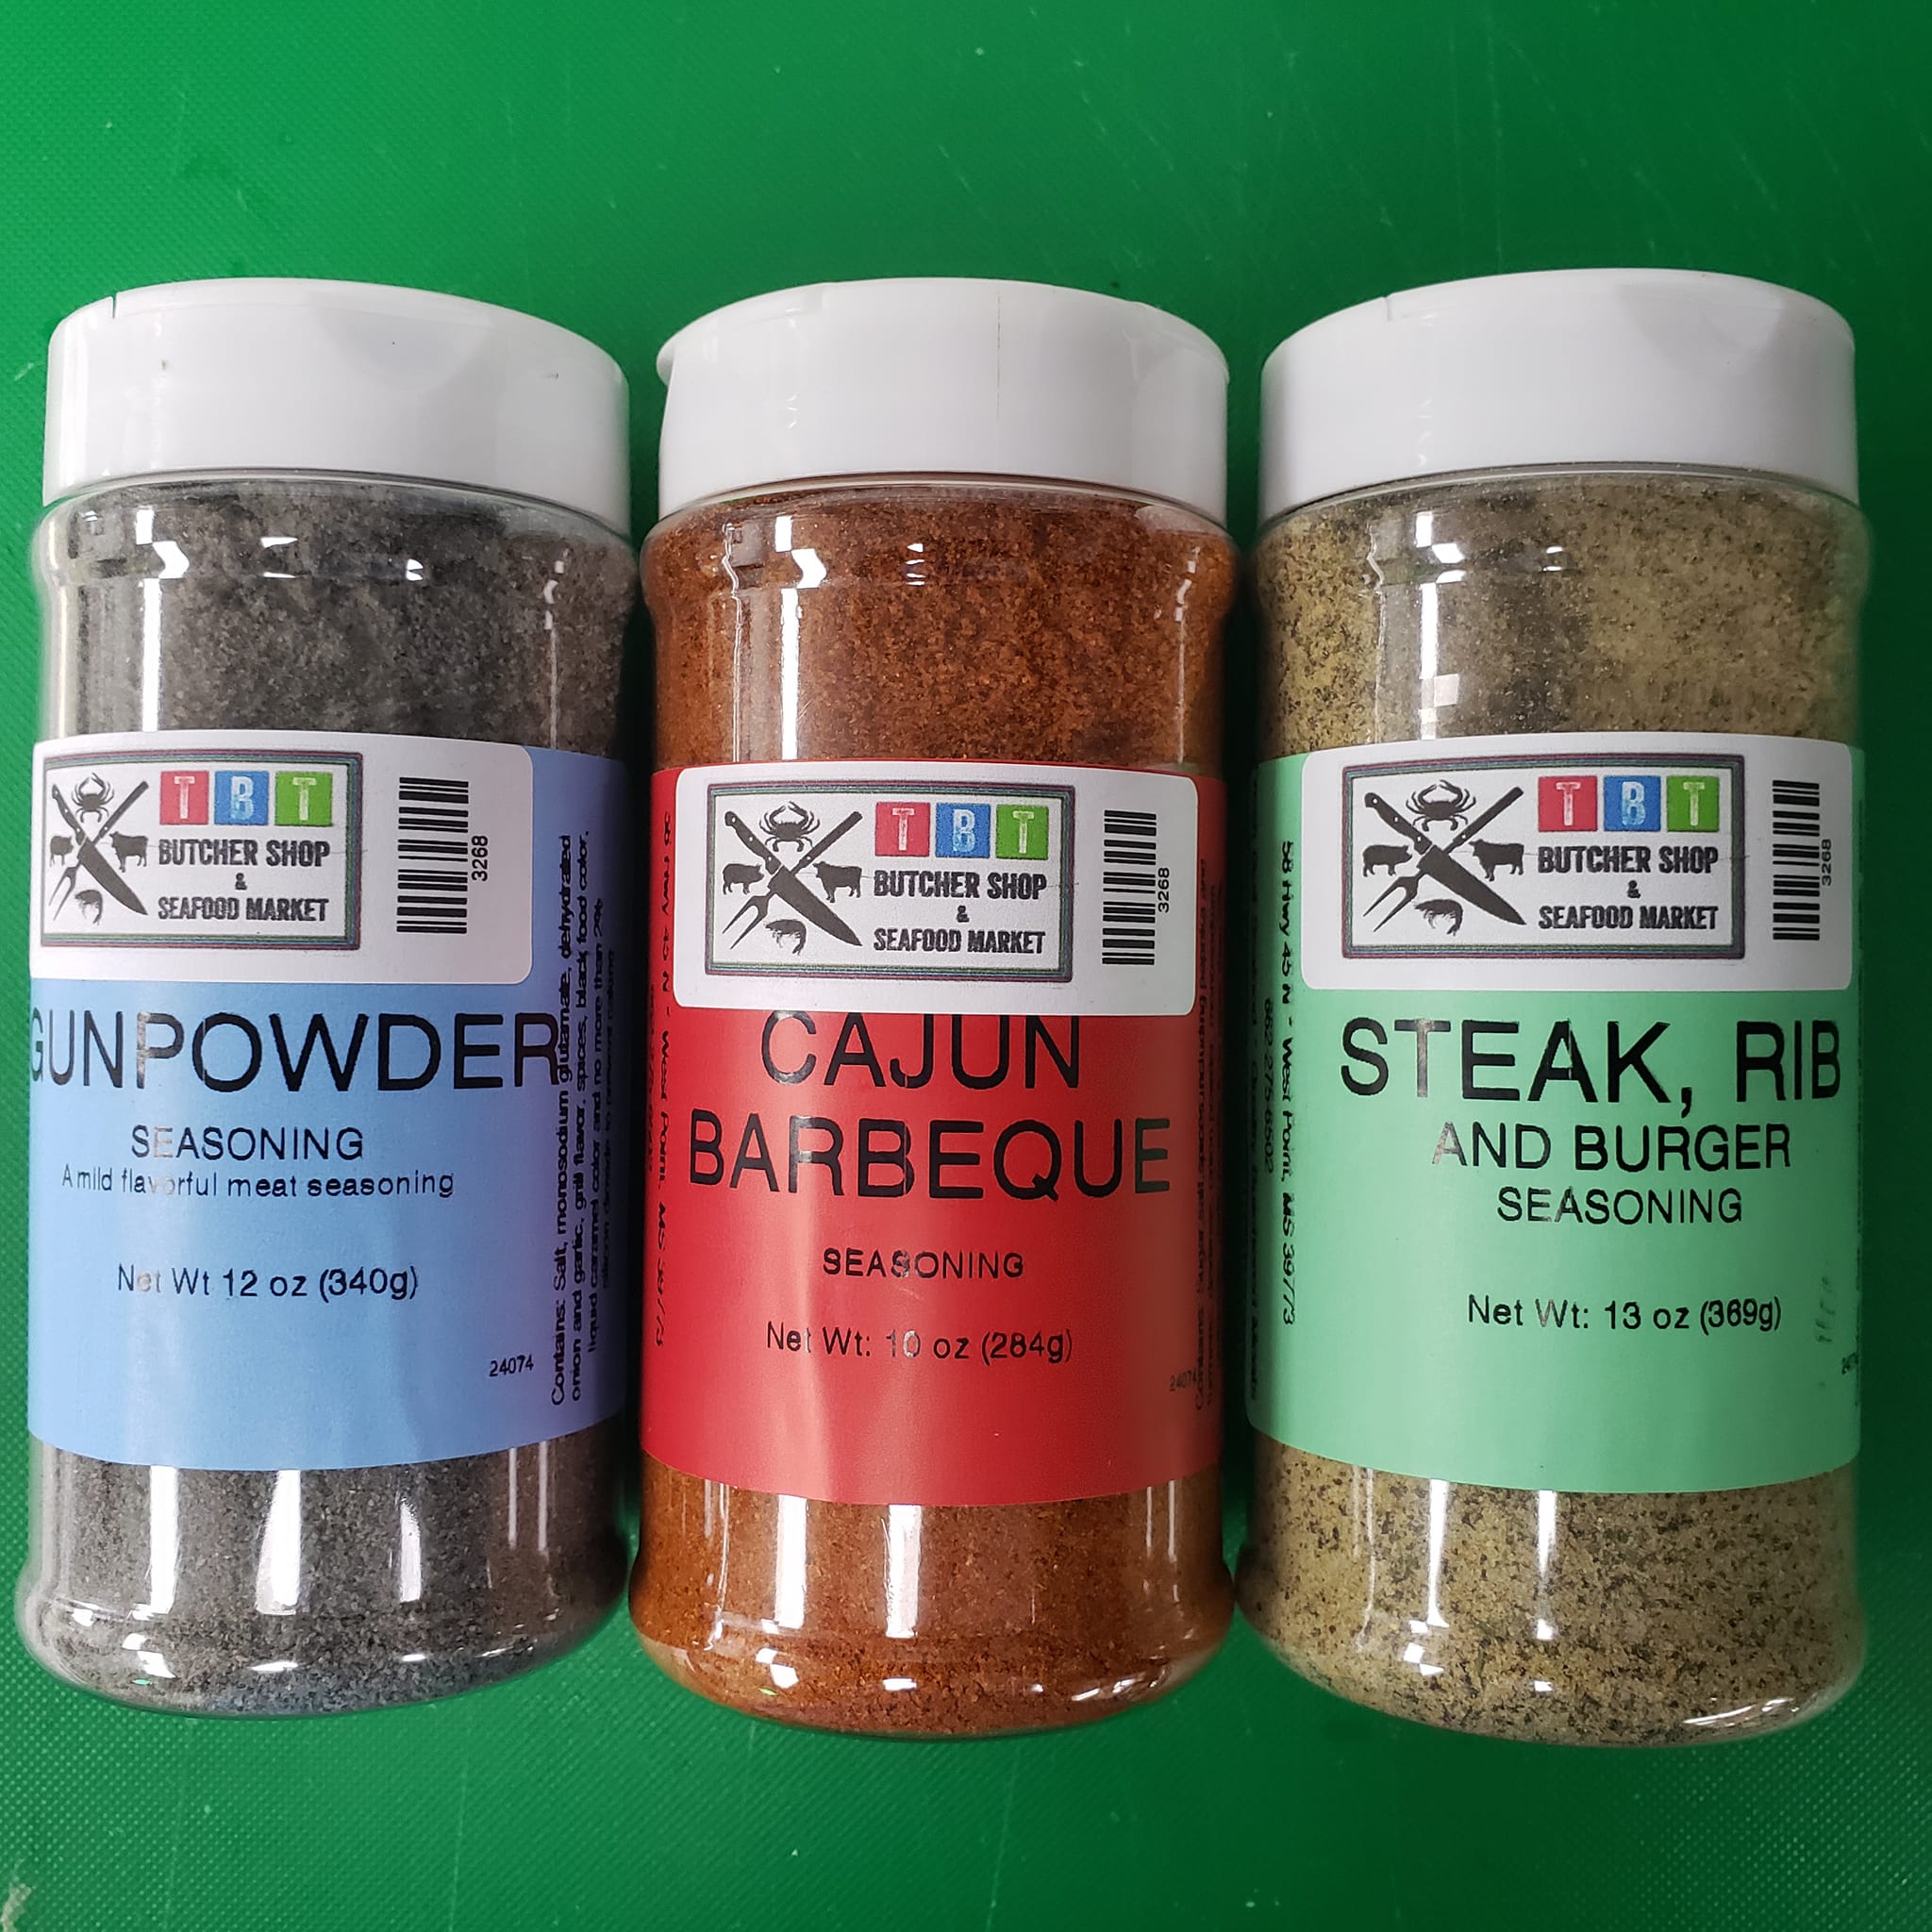 TBT
BUTCHER SHOP
&
SEAFOOD MARKET
3268
GUNPOWDER
SEASONING
A mild flavorful meat seasoning
Net Wt 12 oz (340g)
24074
Contains: Salt, monosodium glutamate, dehydrated
onion and garlic, grill flavor, spices, black food color,
liquid caramel color and no more than 2%
TBT
BUTCHER SHOP
&
SEAFOOD MARKET
3268
CAJUN
BARBEQUE
SEASONING
Net Wt: 10 oz (284g)
24074
TBT
BUTCHER SHOP
&
SEAFOOD MARKET
3268
STEAK, RIB
AND BURGER
SEASONING
Net Wt: 13 oz (369g)
58 Hwy 45 N * West Point, MS 39773
662-275-8502